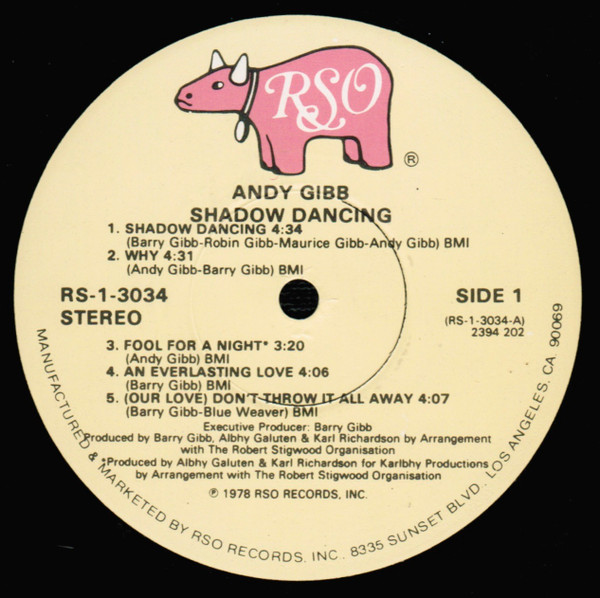 RSO
®
ANDY GIBB
SHADOW DANCING
1. SHADOW DANCING 4:34
(Barry Gibb-Robin Gibb-Maurice Gibb-Andy Gibb) BMI
2. WHY 4:31
(Andy Gibb-Barry Gibb) BMI
RS-1-3034
STEREO
SIDE 1
(RS-1-3034-A)
2394 202
3. FOOL FOR A NIGHT* 3:20
(Andy Gibb) BMI
4. AN EVERLASTING LOVE 4:06
(Barry Gibb) BMI
5. (OUR LOVE) DON'T THROW IT ALL AWAY 4:07
(Barry Gibb-Blue Weaver) BMI
Executive Producer: Barry Gibb
Produced by Barry Gibb, Albhy Galuten & Karl Richardson by Arrangement
with The Robert Stigwood Organisation
*Produced by Albhy Galuten & Karl Richardson for Karlbhy Productions
by Arrangement with The Robert Stigwood Organisation
℗ 1978 RSO RECORDS, INC.
MANUFACTURED & MARKETED BY RSO RECORDS, INC., 8335 SUNSET BLVD., LOS ANGELES, CA. 90069